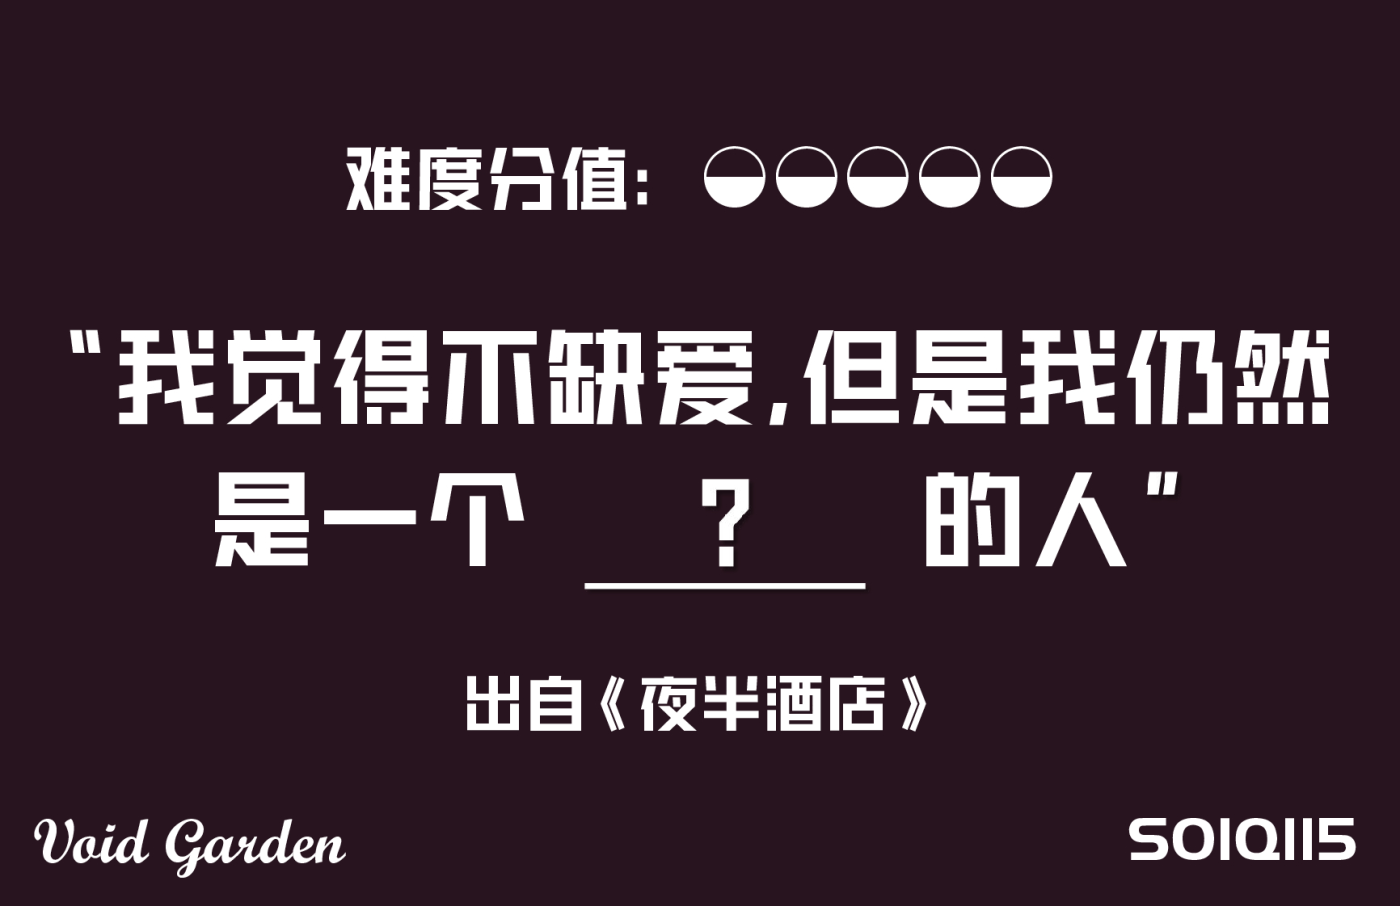 难度分值：
“我觉得不缺爱,但是我仍然
是一个 ? 的人”
出自《夜半酒店》
Void Garden
S01Q115